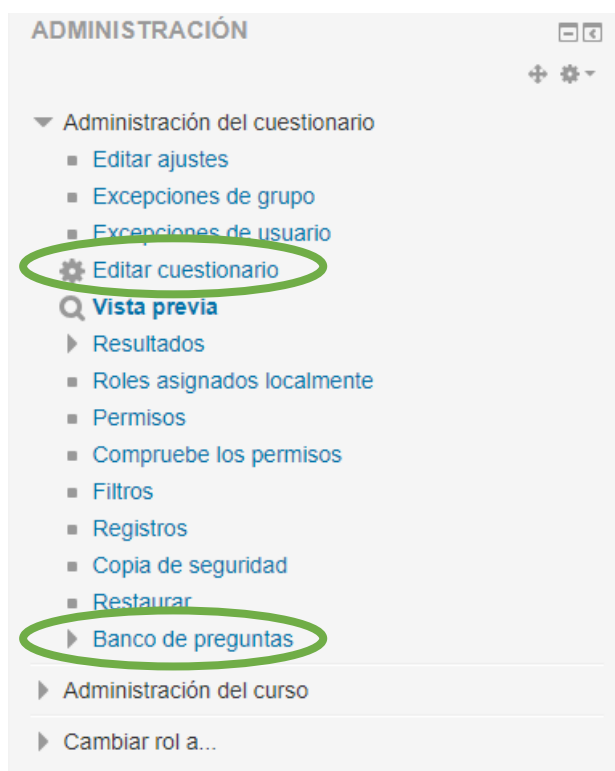 ADMINISTRACIÓN
Administración del cuestionario
Editar ajustes
Excepciones de grupo
Excepciones de usuario
Editar cuestionario
Vista previa
Resultados
Roles asignados localmente
Permisos
Compruebe los permisos
Filtros
Registros
Copia de seguridad
Restaurar
Banco de preguntas
Administración del curso
Cambiar rol a...